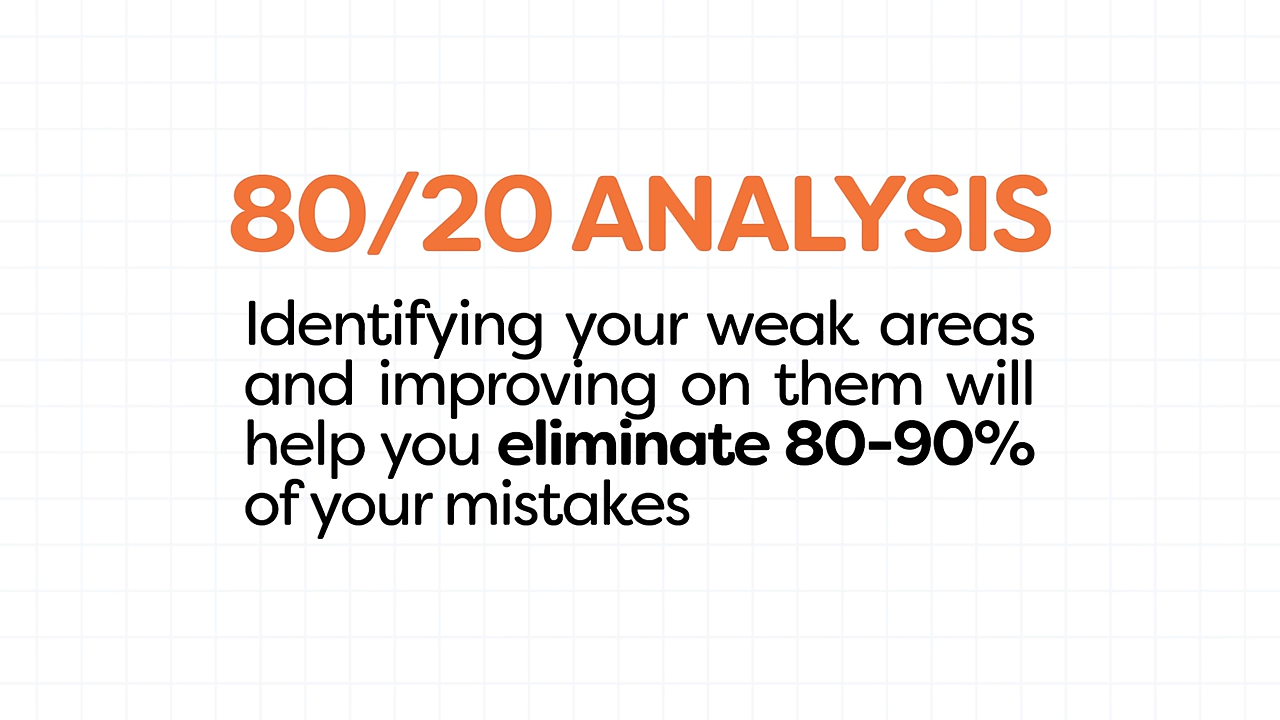 80/20 ANALYSIS
Identifying your weak areas
and improving on them will
help you eliminate 80-90%
of your mistakes